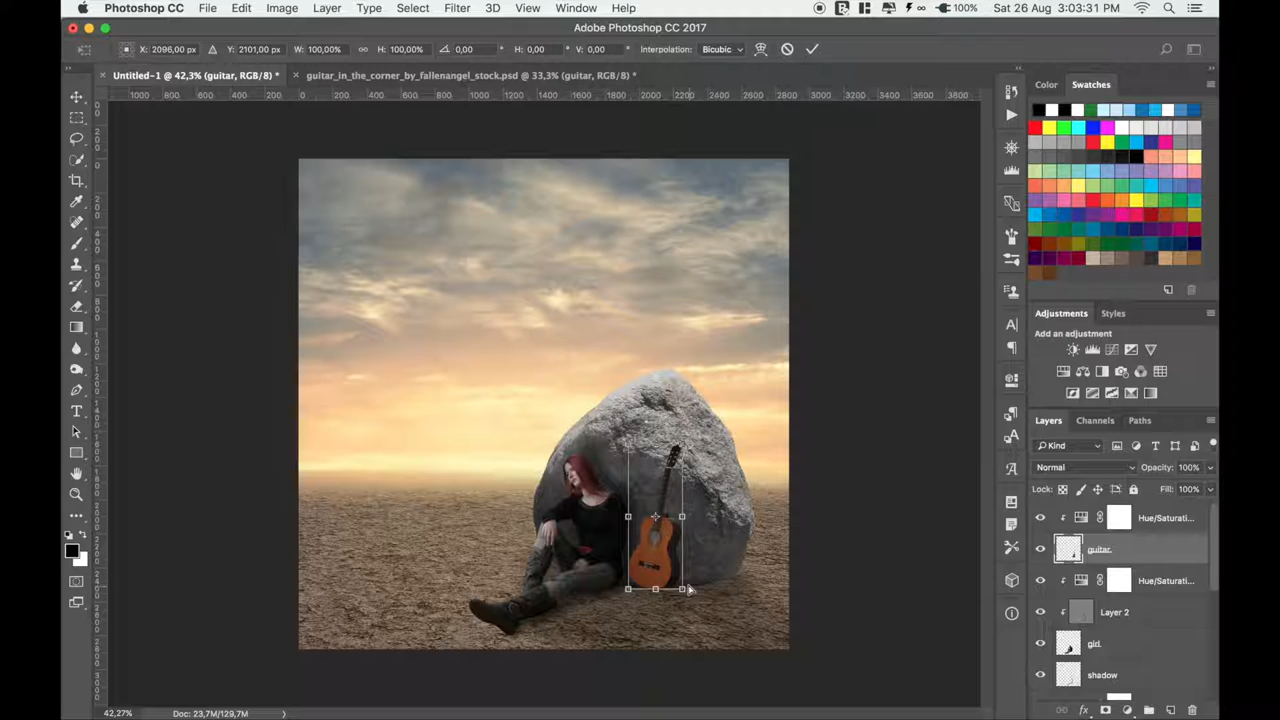 Photoshop CC File Edit Image Layer Type Select Filter 3D View Window Help 100% Sat 26 Aug 3:03:31 PM
Adobe Photoshop CC 2017
X: 2096,00 px Y: 2101,00 px W: 100,00% H: 100,00% 0,00 ° H: 0,00 ° V: 0,00 ° Interpolation: Bicubic
Untitled-1 @ 42,3% (guitar, RGB/8) * guitar_in_the_corner_by_fallenangel_stock.psd @ 33,3% (guitar, RGB/8) *
Color Swatches
1000 800 600 400 200 0 200 400 600 800 1000 1200 1400 1600 1800 2000 2200 2400 2600 2800 3000 3200 3400 3600 3800
Adjustments Styles
Add an adjustment
Layers Channels Paths
Kind
Normal Opacity: 100%
Lock: Fill: 100%
Hue/Saturati...
guitar
Hue/Saturati...
Layer 2
girl
shadow
42,27% Doc: 23,7M/129,7M